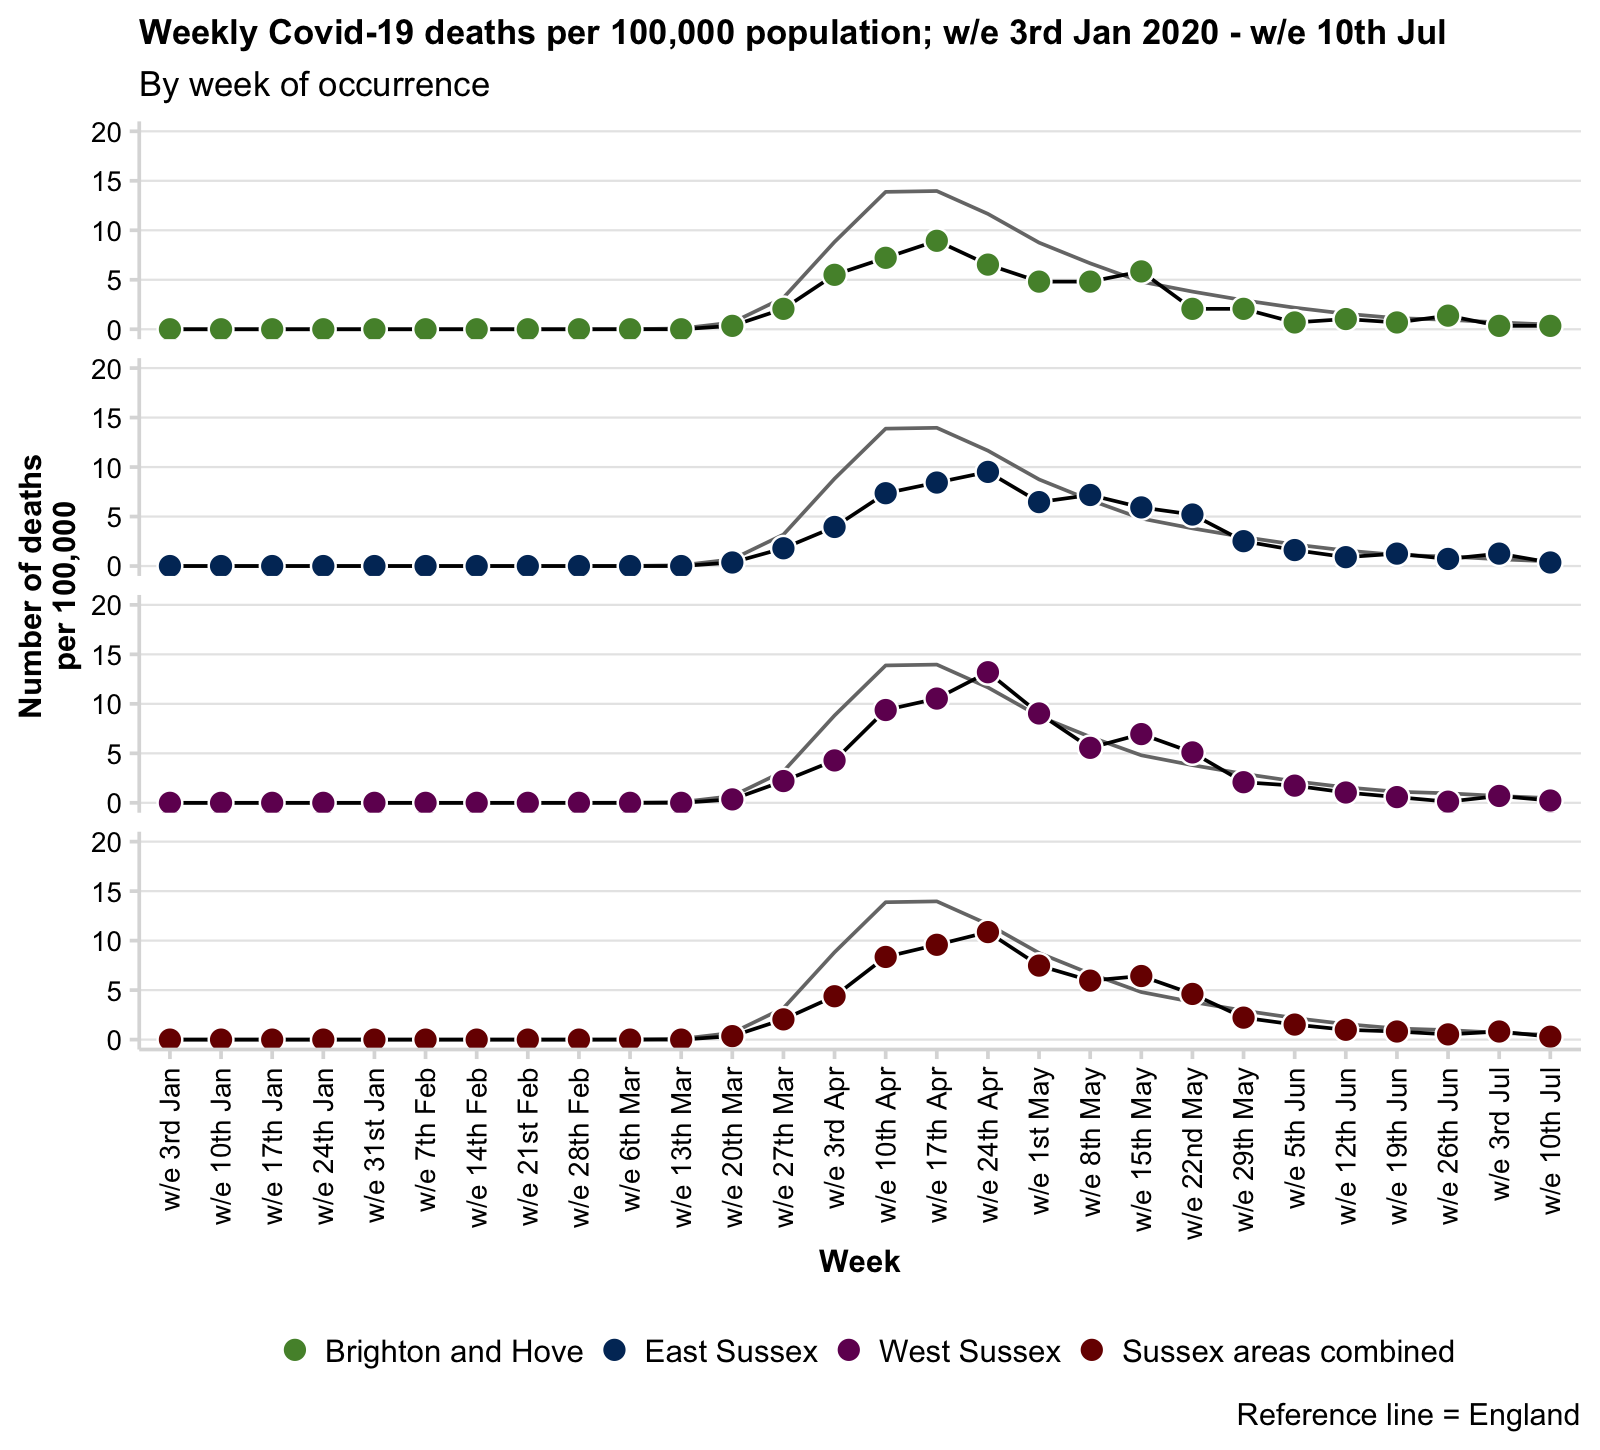 Weekly Covid-19 deaths per 100,000 population; w/e 3rd Jan 2020 - w/e 10th Jul
By week of occurrence
Number of deaths
per 100,000
20
15
10
5
0
20
15
10
5
0
20
15
10
5
0
20
15
10
5
0
w/e 3rd Jan
w/e 10th Jan
w/e 17th Jan
w/e 24th Jan
w/e 31st Jan
w/e 7th Feb
w/e 14th Feb
w/e 21st Feb
w/e 28th Feb
w/e 6th Mar
w/e 13th Mar
w/e 20th Mar
w/e 27th Mar
w/e 3rd Apr
w/e 10th Apr
w/e 17th Apr
w/e 24th Apr
w/e 1st May
w/e 8th May
w/e 15th May
w/e 22nd May
w/e 29th May
w/e 5th Jun
w/e 12th Jun
w/e 19th Jun
w/e 26th Jun
w/e 3rd Jul
w/e 10th Jul
Week
Brighton and Hove East Sussex West Sussex Sussex areas combined
Reference line = England